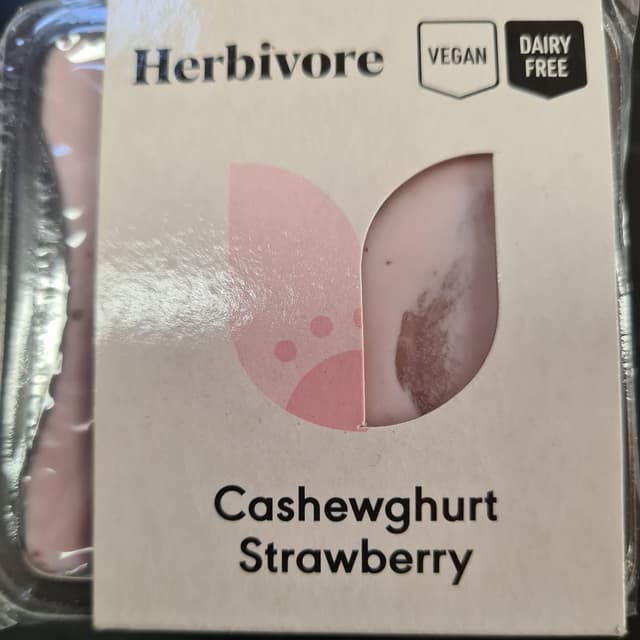 Herbivore
VEGAN
DAIRY
FREE
Cashewghurt
Strawberry